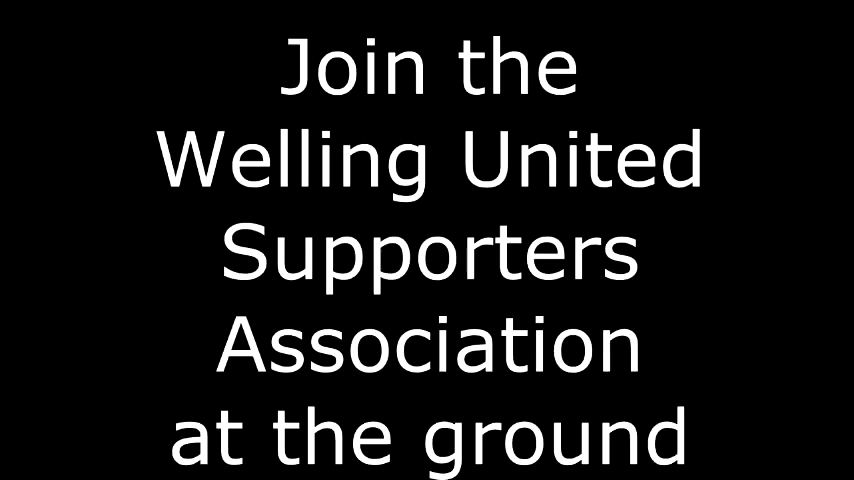 Join the
Welling United
Supporters
Association
at the ground